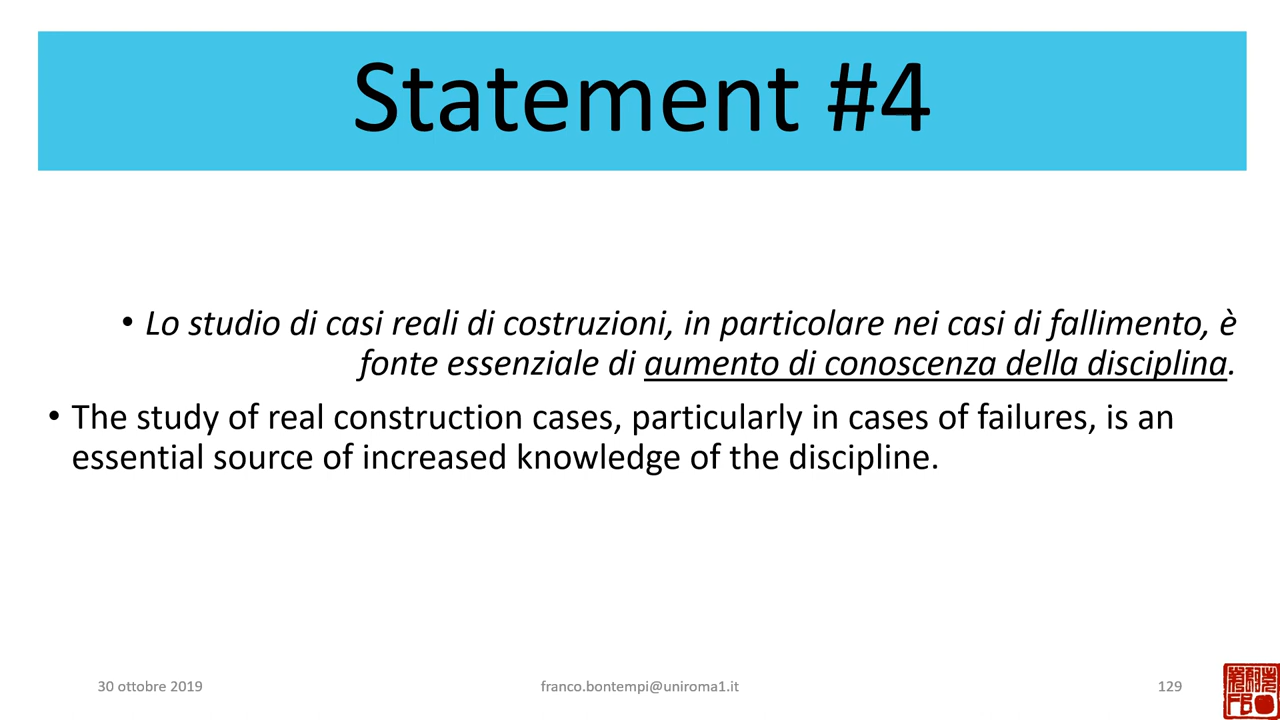 Statement #4
• Lo studio di casi reali di costruzioni, in particolare nei casi di fallimento, è
fonte essenziale di aumento di conoscenza della disciplina.
• The study of real construction cases, particularly in cases of failures, is an
essential source of increased knowledge of the discipline.
30 ottobre 2019
franco.bontempi@uniroma1.it
129
FB